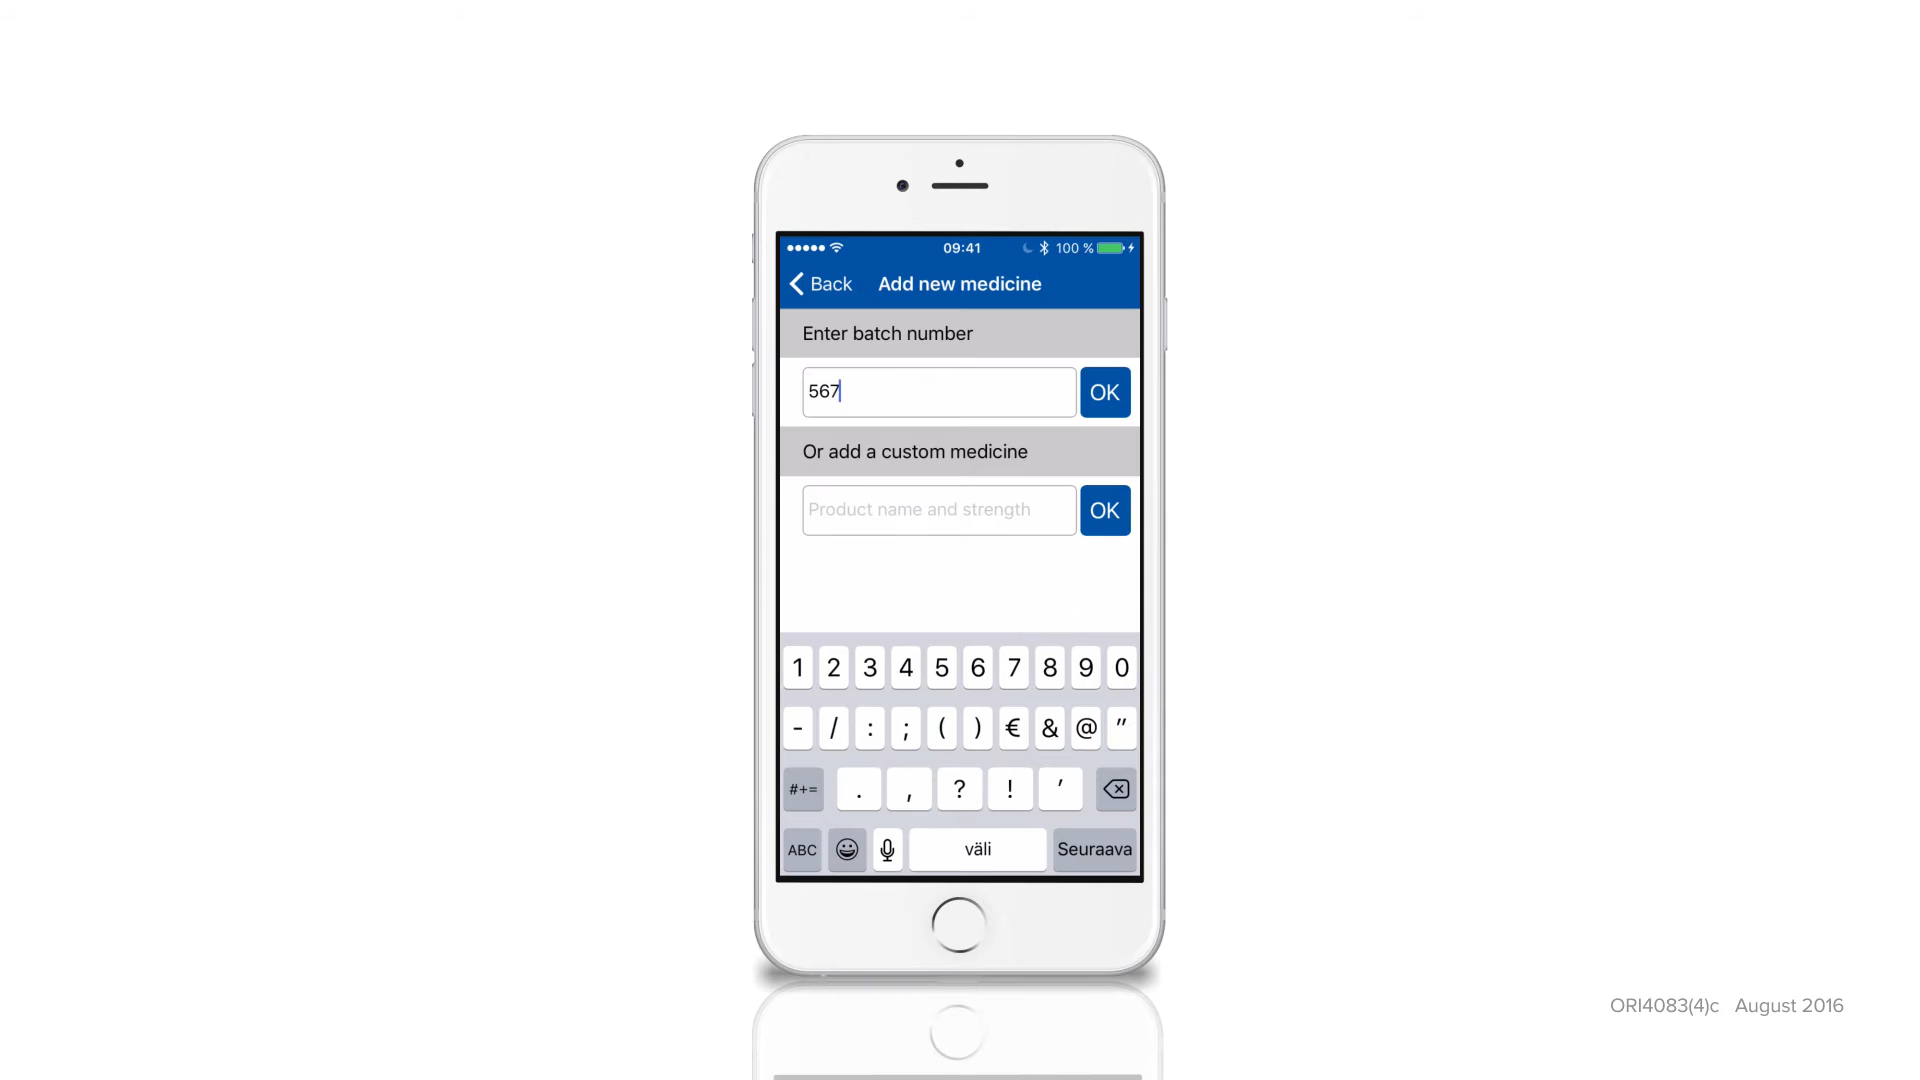 09:41 100 %
Back Add new medicine
Enter batch number
567 OK
Or add a custom medicine
Product name and strength OK
1 2 3 4 5 6 7 8 9 0
- / : ; ( ) € & @ "
#+= . , ? ! '
ABC väli Seuraava
ORI4083(4)c August 2016